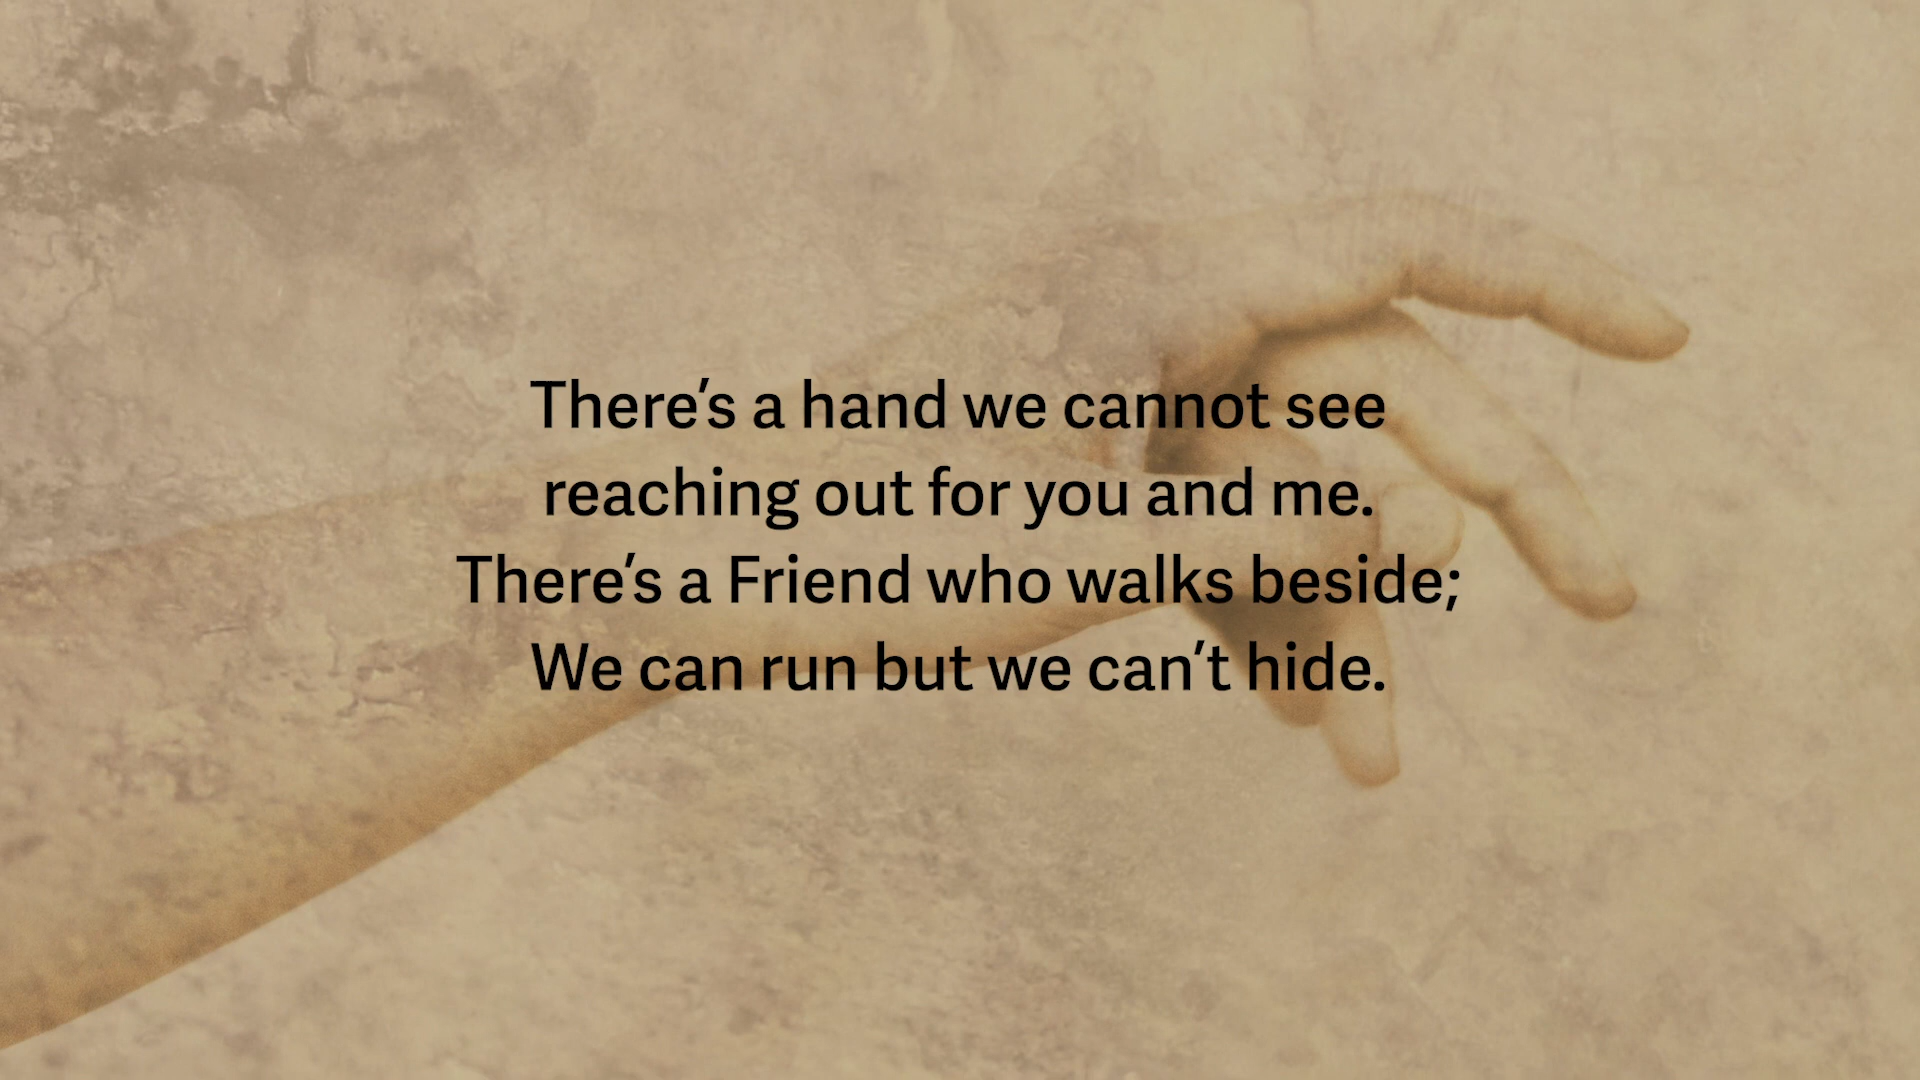 There’s a hand we cannot see
reaching out for you and me.
There’s a Friend who walks beside;
We can run but we can’t hide.